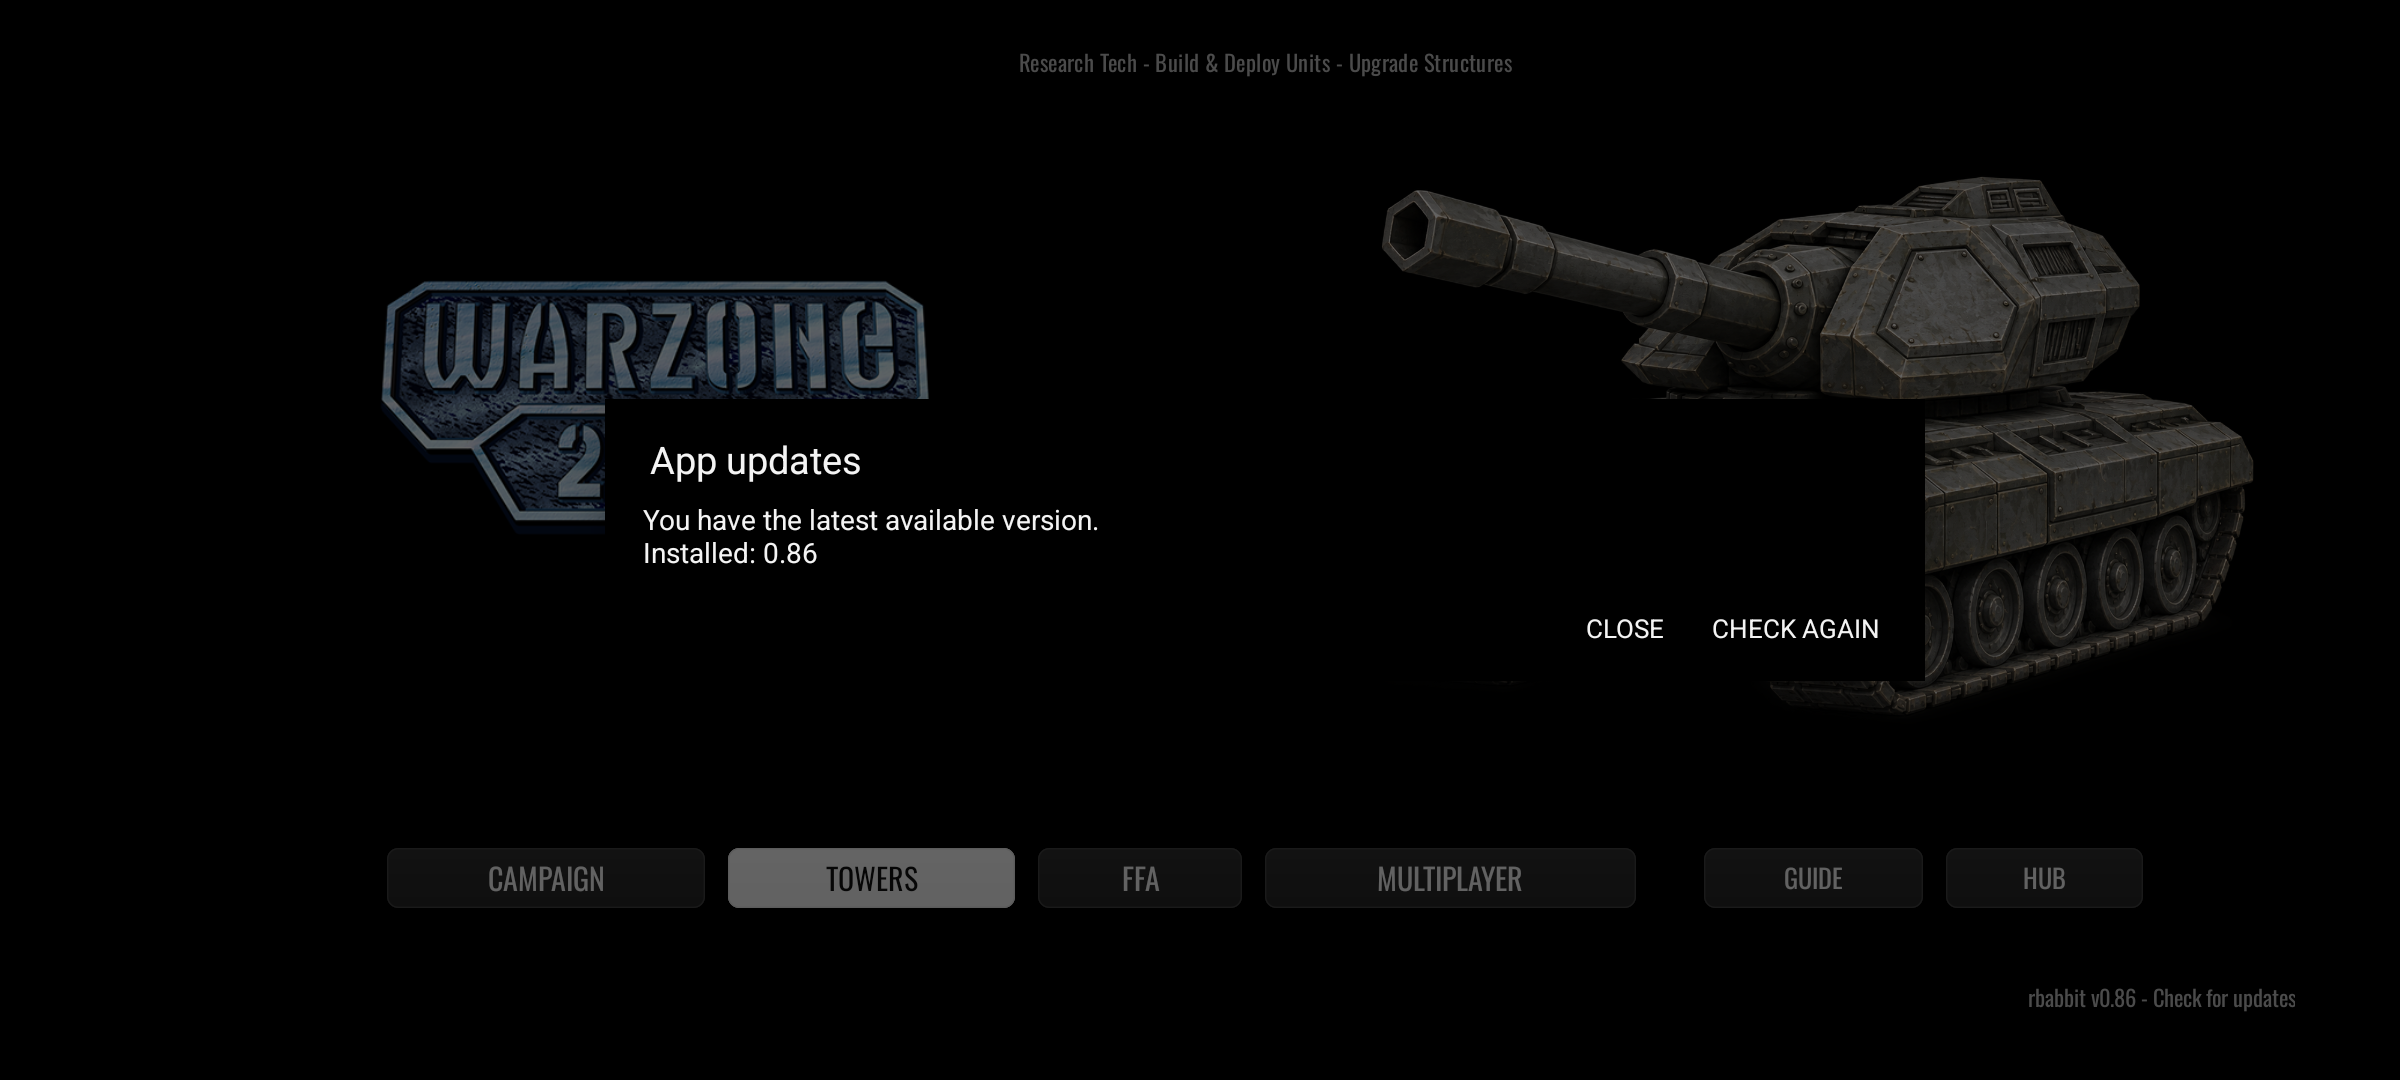 Research Tech - Build & Deploy Units - Upgrade Structures
WARZONE
2
App updates
You have the latest available version.
Installed: 0.86
CLOSE CHECK AGAIN
CAMPAIGN TOWERS FFA MULTIPLAYER GUIDE HUB
rbabbit v0.86 - Check for updates